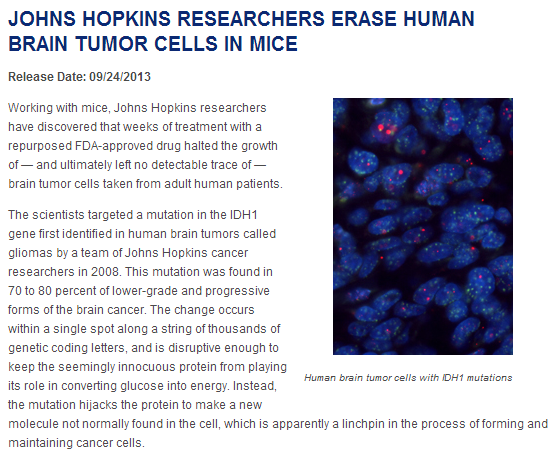 JOHNS HOPKINS RESEARCHERS ERASE HUMAN
BRAIN TUMOR CELLS IN MICE
Release Date: 09/24/2013
Working with mice, Johns Hopkins researchers
have discovered that weeks of treatment with a
repurposed FDA-approved drug halted the growth
of — and ultimately left no detectable trace of —
brain tumor cells taken from adult human patients.
The scientists targeted a mutation in the IDH1
gene first identified in human brain tumors called
gliomas by a team of Johns Hopkins cancer
researchers in 2008. This mutation was found in
70 to 80 percent of lower-grade and progressive
forms of the brain cancer. The change occurs
within a single spot along a string of thousands of
genetic coding letters, and is disruptive enough to
keep the seemingly innocuous protein from playing
its role in converting glucose into energy. Instead,
the mutation hijacks the protein to make a new
molecule not normally found in the cell, which is apparently a linchpin in the process of forming and
maintaining cancer cells.
Human brain tumor cells with IDH1 mutations